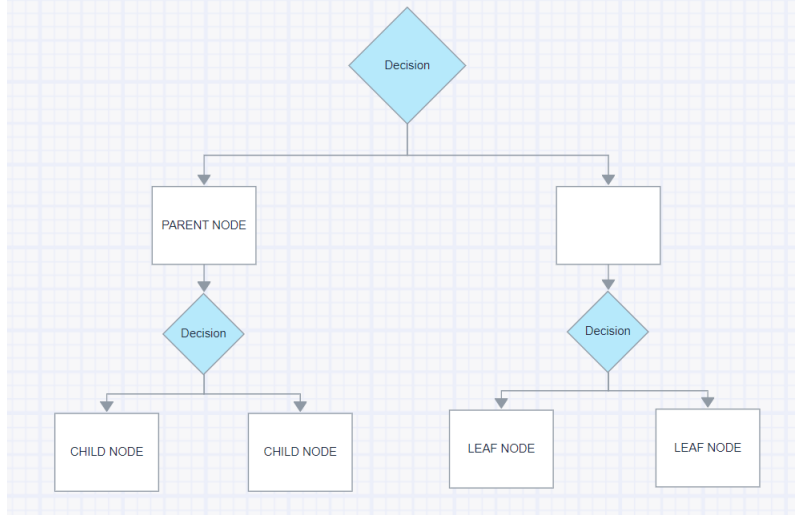 Decision
PARENT NODE
Decision
Decision
CHILD NODE
CHILD NODE
LEAF NODE
LEAF NODE